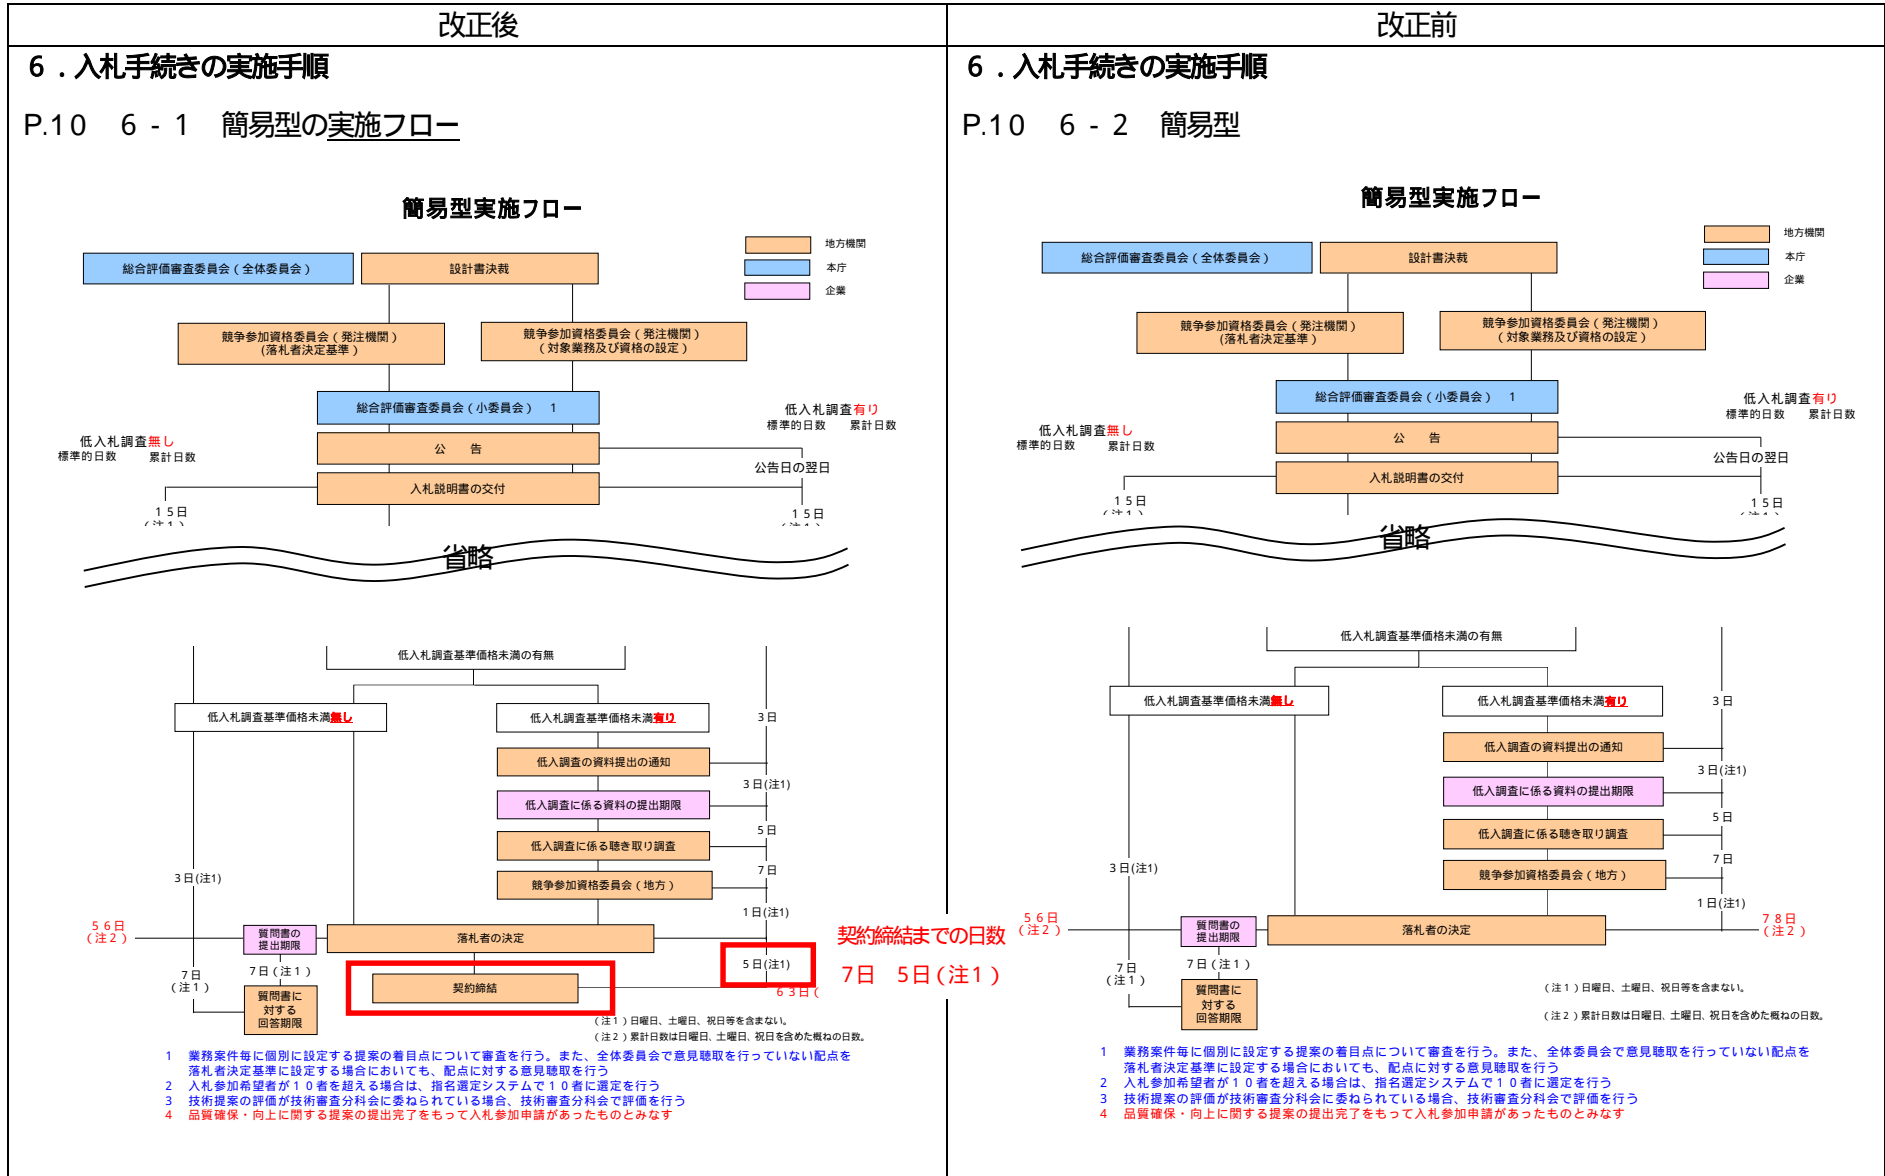 改正後
６．入札手続きの実施手順
P.10　６-１　簡易型の実施フロー
簡易型実施フロー
地方機関
本庁
企業
総合評価審査委員会（全体委員会）
設計書決裁
競争参加資格委員会（発注機関）
(落札者決定基準）
競争参加資格委員会（発注機関）
（対象業務及び資格の設定）
総合評価審査委員会（小委員会）　1
低入札調査有り
標準的日数　累計日数
低入札調査無し
標準的日数　累計日数
公　告
公告日の翌日
入札説明書の交付
１５日
（注１）
１５日
（注１）
省略
低入札調査基準価格未満の有無
低入札調査基準価格未満無し
低入札調査基準価格未満有り
３日
低入調査の資料提出の通知
３日(注1)
低入調査に係る資料の提出期限
５日
低入調査に係る聴き取り調査
７日
３日(注1)
競争参加資格委員会（地方）
１日(注1)
５６日
（注２）
質問書の
提出期限
落札者の決定
契約締結までの日数
７日　５日（注１）
５日(注1)
７日
（注１）
７日（注１）
契約締結
６３日（
質問書に
対する
回答期限
（注１）日曜日、土曜日、祝日等を含まない。
（注２）累計日数は日曜日、土曜日、祝日を含めた概ねの日数。
1　業務案件毎に個別に設定する提案の着目点について審査を行う。また、全体委員会で意見聴取を行っていない配点を
落札者決定基準に設定する場合においても、配点に対する意見聴取を行う
2　入札参加希望者が１０者を超える場合は、指名選定システムで１０者に選定を行う
3　技術提案の評価が技術審査分科会に委ねられている場合、技術審査分科会で評価を行う
4　品質確保・向上に関する提案の提出完了をもって入札参加申請があったものとみなす
改正前
６．入札手続きの実施手順
P.10　６-２　簡易型
簡易型実施フロー
地方機関
本庁
企業
総合評価審査委員会（全体委員会）
設計書決裁
競争参加資格委員会（発注機関）
(落札者決定基準）
競争参加資格委員会（発注機関）
（対象業務及び資格の設定）
総合評価審査委員会（小委員会）　1
低入札調査有り
標準的日数　累計日数
低入札調査無し
標準的日数　累計日数
公　告
公告日の翌日
入札説明書の交付
１５日
（注１）
１５日
（注１）
省略
低入札調査基準価格未満の有無
低入札調査基準価格未満無し
低入札調査基準価格未満有り
３日
低入調査の資料提出の通知
３日(注1)
低入調査に係る資料の提出期限
５日
低入調査に係る聴き取り調査
７日
３日(注1)
競争参加資格委員会（地方）
１日(注1)
５６日
（注２）
質問書の
提出期限
落札者の決定
７８日
（注２）
７日
（注１）
７日（注１）
質問書に
対する
回答期限
（注１）日曜日、土曜日、祝日等を含まない。
（注２）累計日数は日曜日、土曜日、祝日を含めた概ねの日数。
1　業務案件毎に個別に設定する提案の着目点について審査を行う。また、全体委員会で意見聴取を行っていない配点を
落札者決定基準に設定する場合においても、配点に対する意見聴取を行う
2　入札参加希望者が１０者を超える場合は、指名選定システムで１０者に選定を行う
3　技術提案の評価が技術審査分科会に委ねられている場合、技術審査分科会で評価を行う
4　品質確保・向上に関する提案の提出完了をもって入札参加申請があったものとみなす